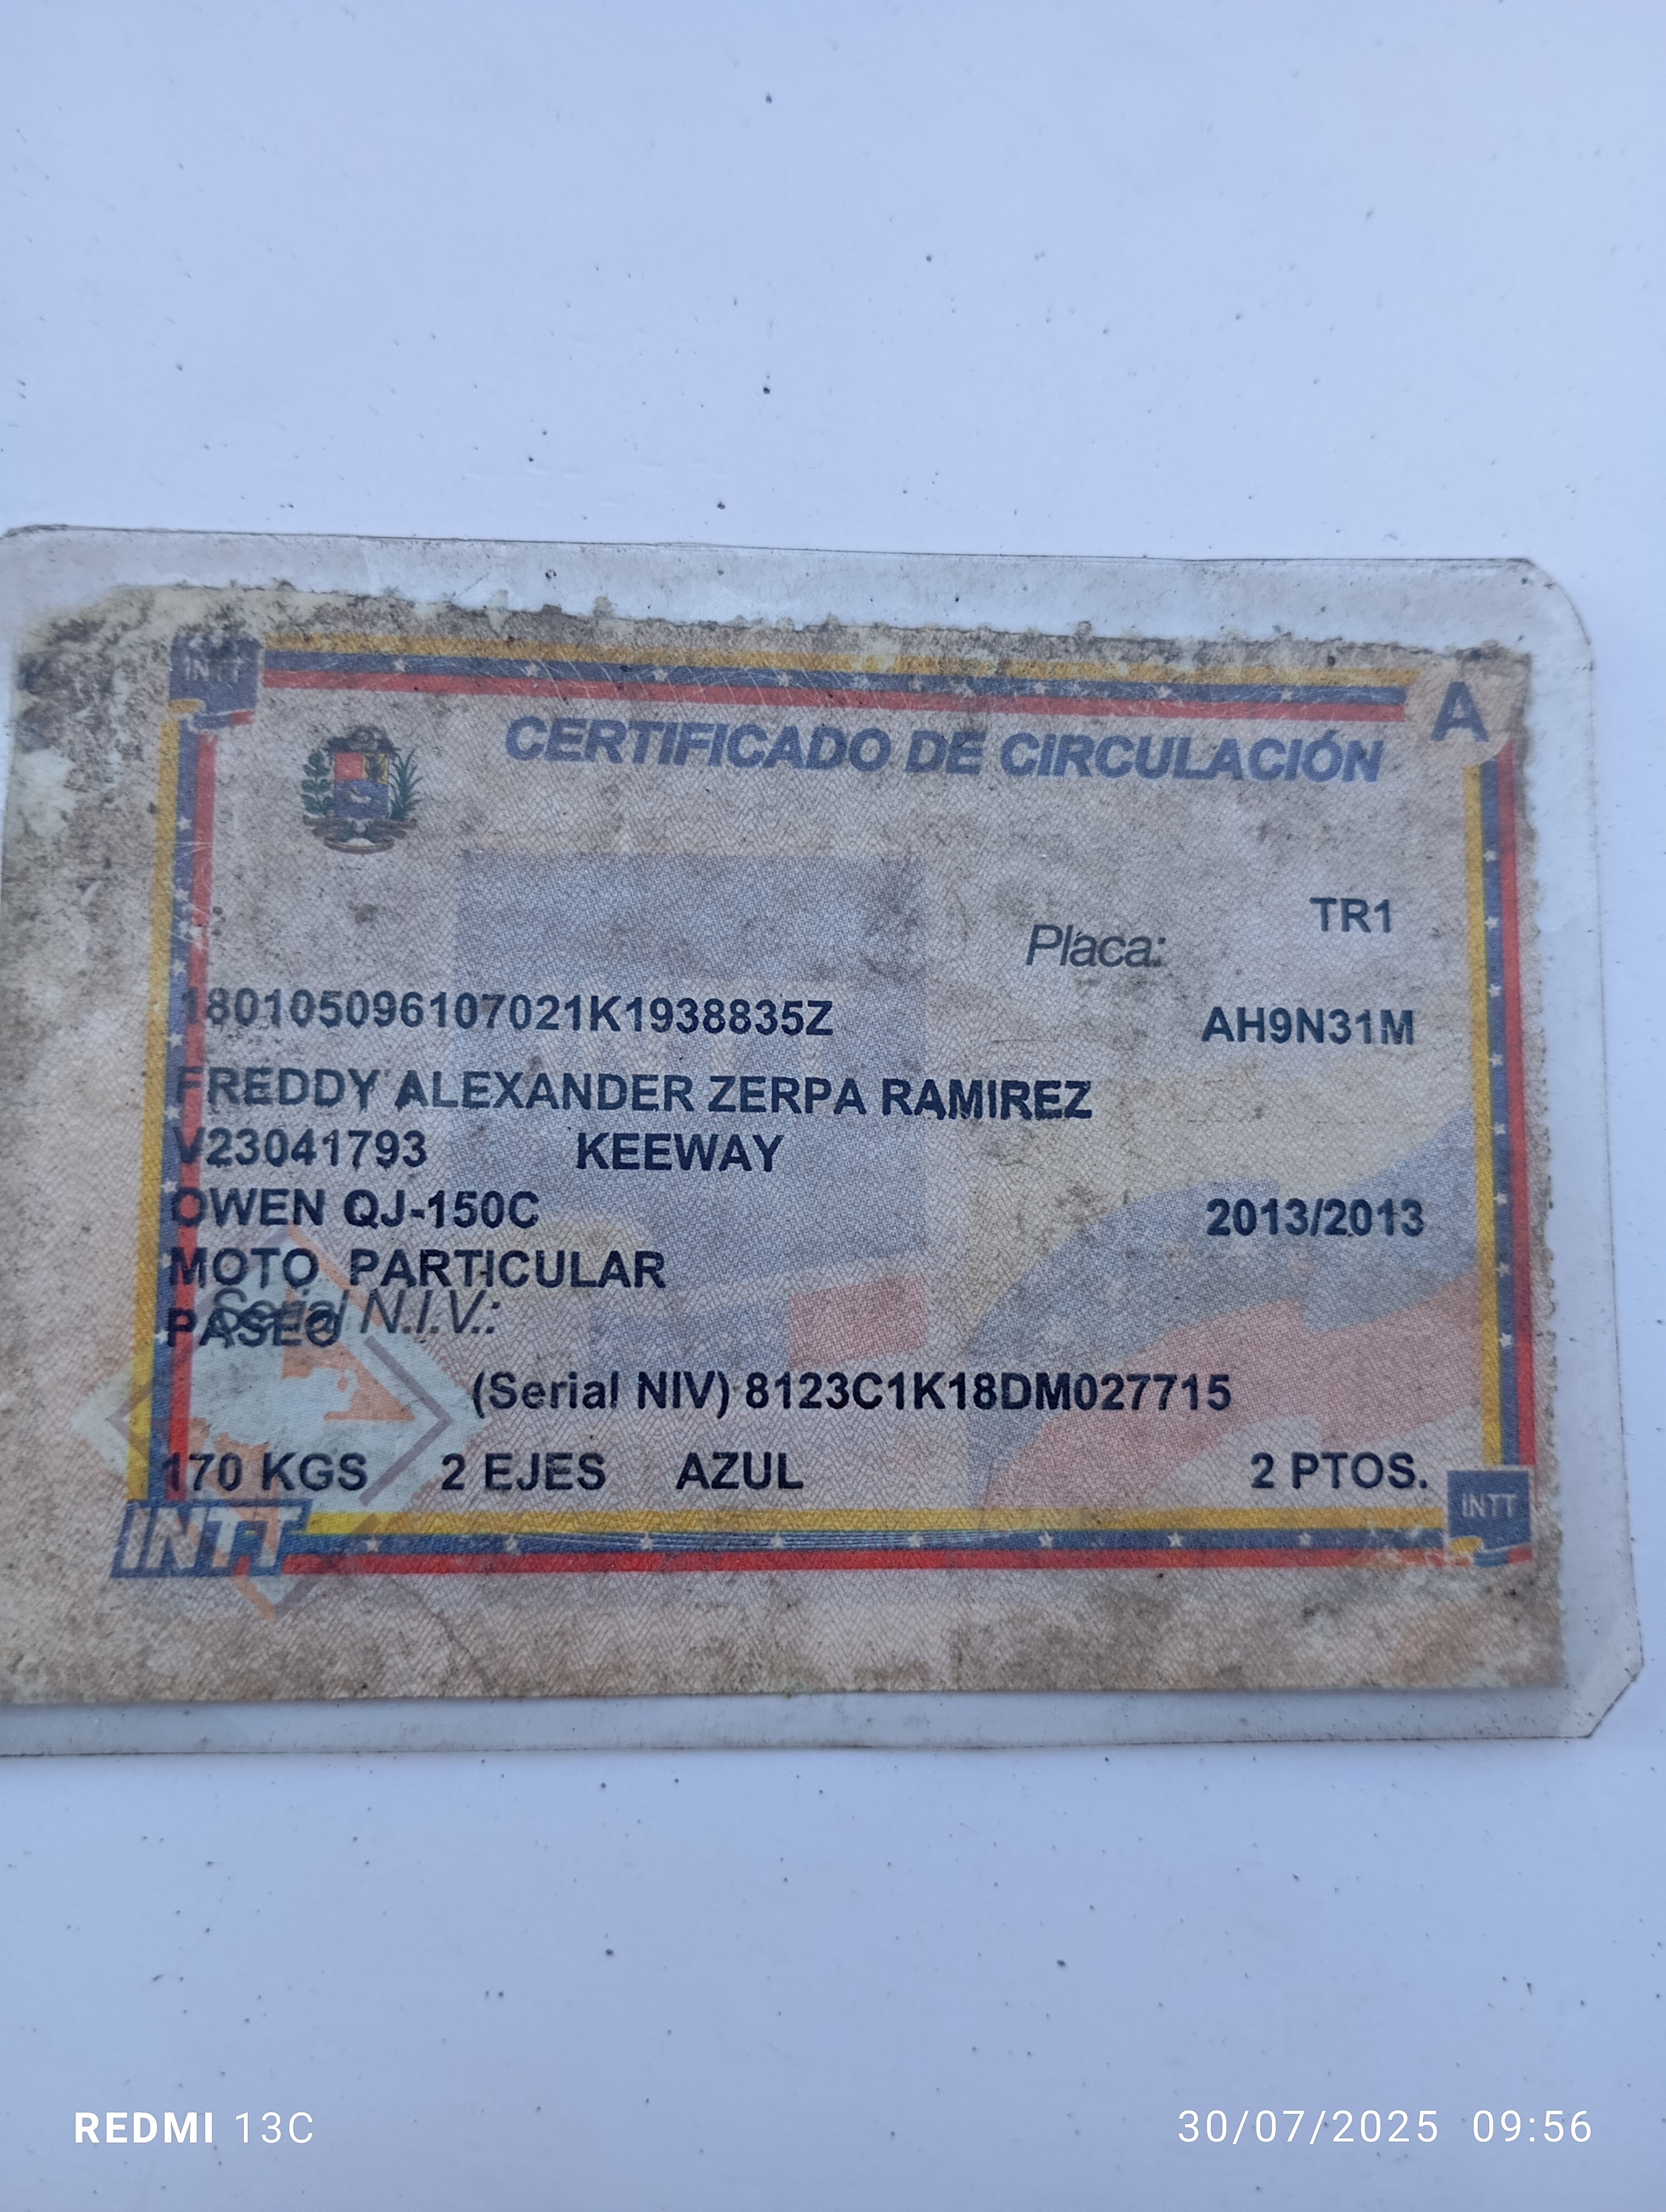 INTT
A
CERTIFICADO DE CIRCULACIÓN
TR1
Placa:
180105096107021K1938835Z AH9N31M
FREDDY ALEXANDER ZERPA RAMIREZ
V23041793 KEEWAY
OWEN QJ-150C 2013/2013
MOTO PARTICULAR
Serial N.I.V.:
PASEO
(Serial NIV) 8123C1K18DM027715
170 KGS 2 EJES AZUL 2 PTOS.
INTT INTT
REDMI 13C 30/07/2025 09:56